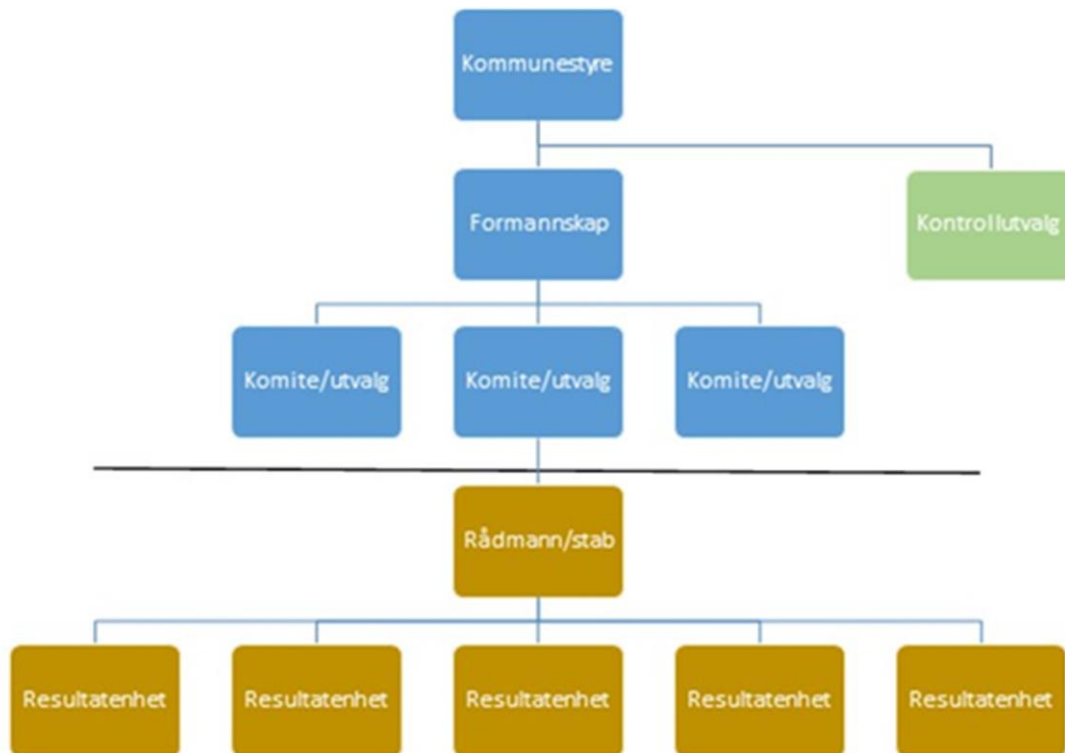 Kommunestyre
Formannskap
Kontrollutvalg
Komite/utvalg
Komite/utvalg
Komite/utvalg
Rådmann/stab
Resultatenhet
Resultatenhet
Resultatenhet
Resultatenhet
Resultatenhet